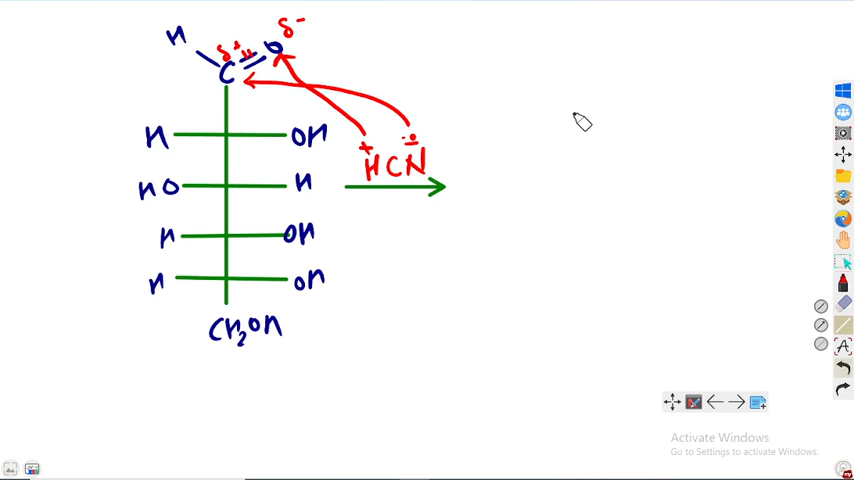 H δ+ O δ-
C
H OH
HO H
+HCN-
H OH
H OH
CH₂OH
Activate Windows
Go to Settings to activate Windows.